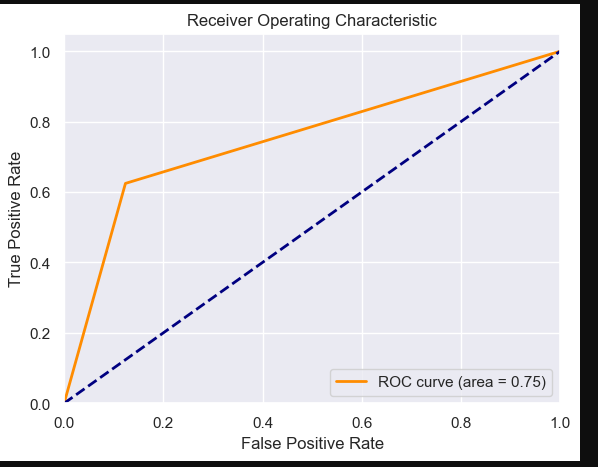 Receiver Operating Characteristic
True Positive Rate
1.0
0.8
0.6
0.4
0.2
0.0
ROC curve (area = 0.75)
0.0 0.2 0.4 0.6 0.8 1.0
False Positive Rate